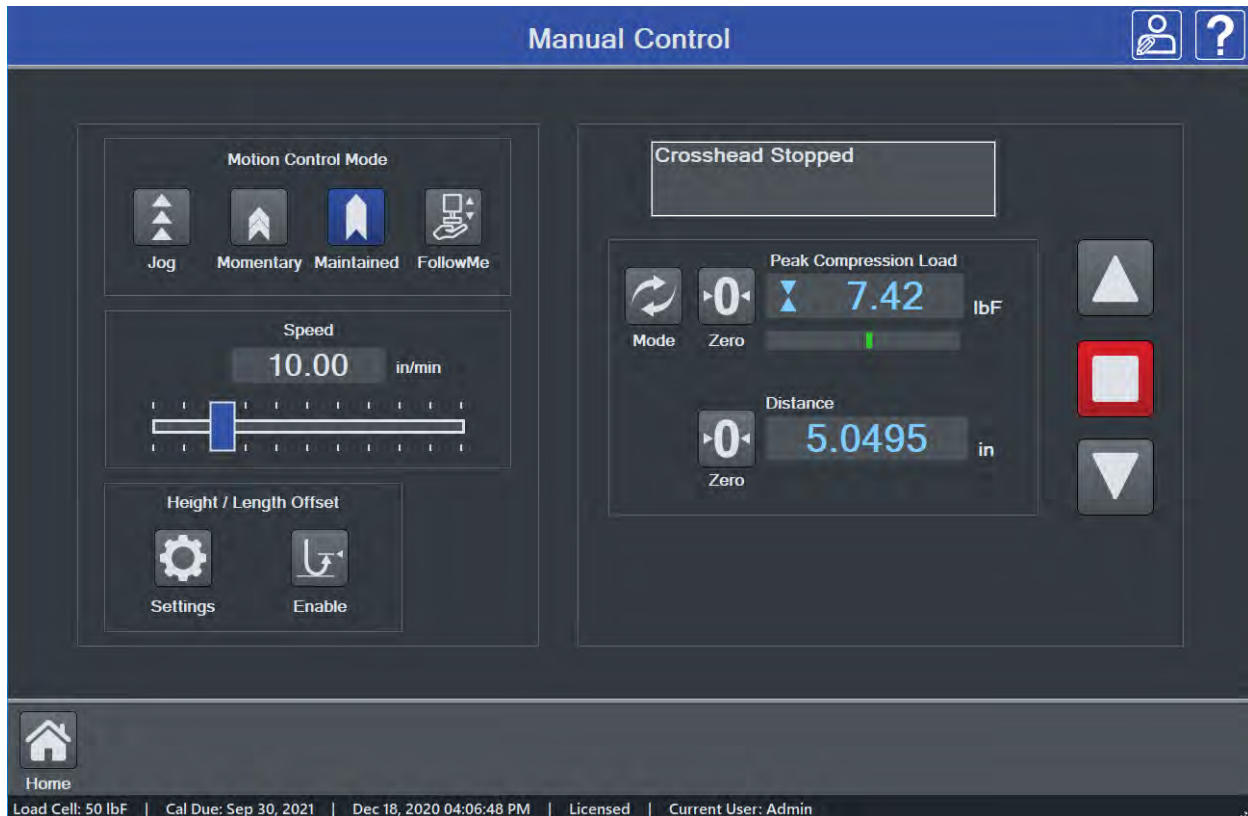 Manual Control
?
Motion Control Mode
Jog Momentary Maintained FollowMe
Speed
10.00 in/min
Height / Length Offset
Settings Enable
Crosshead Stopped
Peak Compression Load
0 7.42 lbF
Mode Zero
Distance
0 5.0495 in
Zero
Home
Load Cell: 50 lbF | Cal Due: Sep 30, 2021 | Dec 18, 2020 04:06:48 PM | Licensed | Current User: Admin